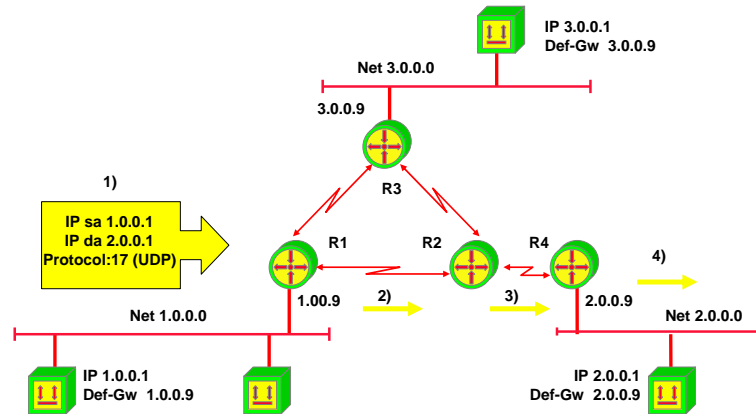 IP 3.0.0.1
Def-Gw 3.0.0.9
Net 3.0.0.0
3.0.0.9
R3
1)
IP sa 1.0.0.1
IP da 2.0.0.1
Protocol:17 (UDP)
R1
R2
R4
4)
1.00.9
2)
3)
2.0.0.9
Net 1.0.0.0
Net 2.0.0.0
IP 1.0.0.1
Def-Gw 1.0.0.9
IP 2.0.0.1
Def-Gw 2.0.0.9